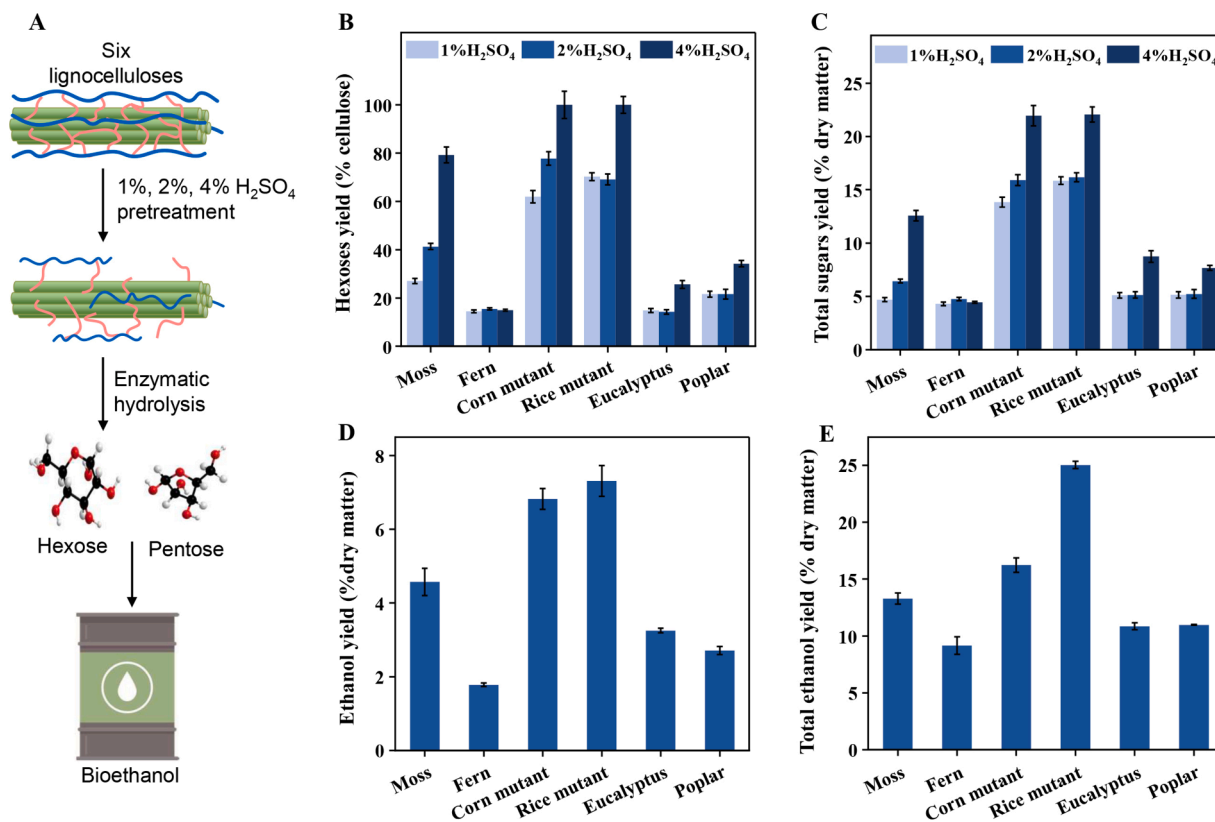 A
Six
lignocelluloses
1%, 2%, 4% H₂SO₄
pretreatment
Enzymatic
hydrolysis
Hexose
Pentose
Bioethanol
B
1%H₂SO₄ 2%H₂SO₄ 4%H₂SO₄
Hexoses yield (% cellulose)
100
80
60
40
20
0
Moss Fern Corn mutant Rice mutant Eucalyptus Poplar
C
1%H₂SO₄ 2%H₂SO₄ 4%H₂SO₄
Total sugars yield (% dry matter)
25
20
15
10
5
0
Moss Fern Corn mutant Rice mutant Eucalyptus Poplar
D
Ethanol yield (%dry matter)
8
6
4
2
0
Moss Fern Corn mutant Rice mutant Eucalyptus Poplar
E
Total ethanol yield (% dry matter)
25
20
15
10
5
0
Moss Fern Corn mutant Rice mutant Eucalyptus Poplar